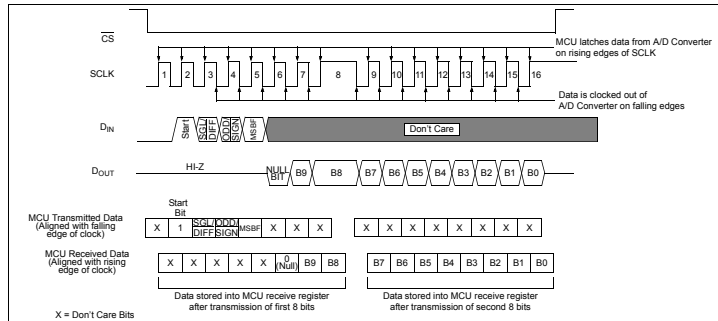 CS
MCU latches data from A/D Converter
on rising edges of SCLK
SCLK
1 2 3 4 5 6 7 8 9 10 11 12 13 14 15 16
Data is clocked out of
A/D Converter on falling edges
DIN
Start SGL/DIFF ODD/SIGN MSBF Don't Care
HI-Z
DOUT
NULL BIT B9 B8 B7 B6 B5 B4 B3 B2 B1 B0
Start
Bit
MCU Transmitted Data
(Aligned with falling
edge of clock)
X 1 SGL/DIFF ODD/SIGN MSBF X X X X X X X X X X X
MCU Received Data
(Aligned with rising
edge of clock)
X X X X X 0 (Null) B9 B8 B7 B6 B5 B4 B3 B2 B1 B0
Data stored into MCU receive register
after transmission of first 8 bits
Data stored into MCU receive register
after transmission of second 8 bits
X = Don't Care Bits